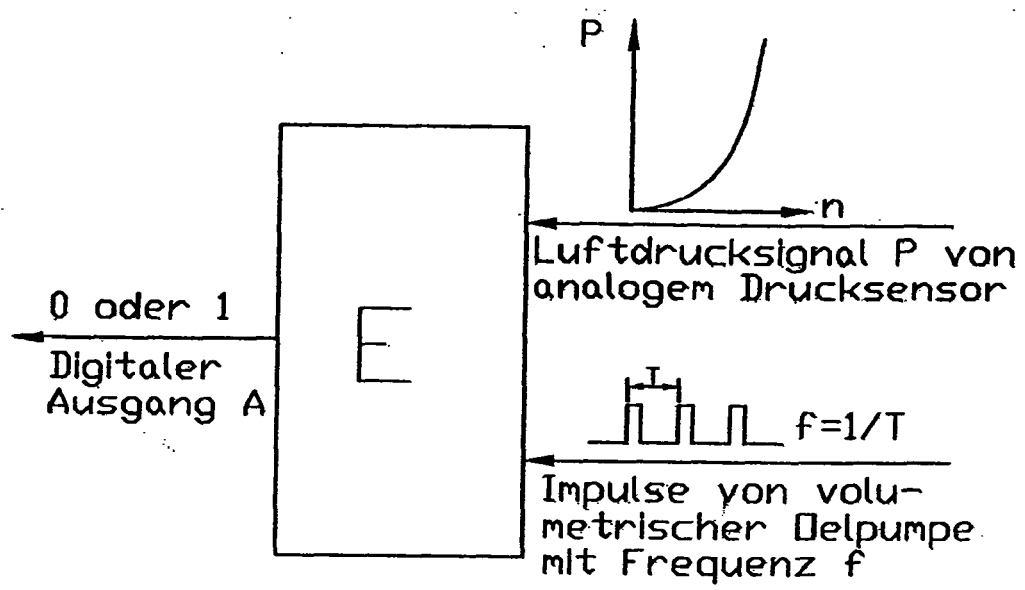 P
n
Luftdrucksignal P von
analogem Drucksensor
0 oder 1
Digitaler
Ausgang A
E
T
f=1/T
Impulse von volu-
metrischer Oelpumpe
mit Frequenz f